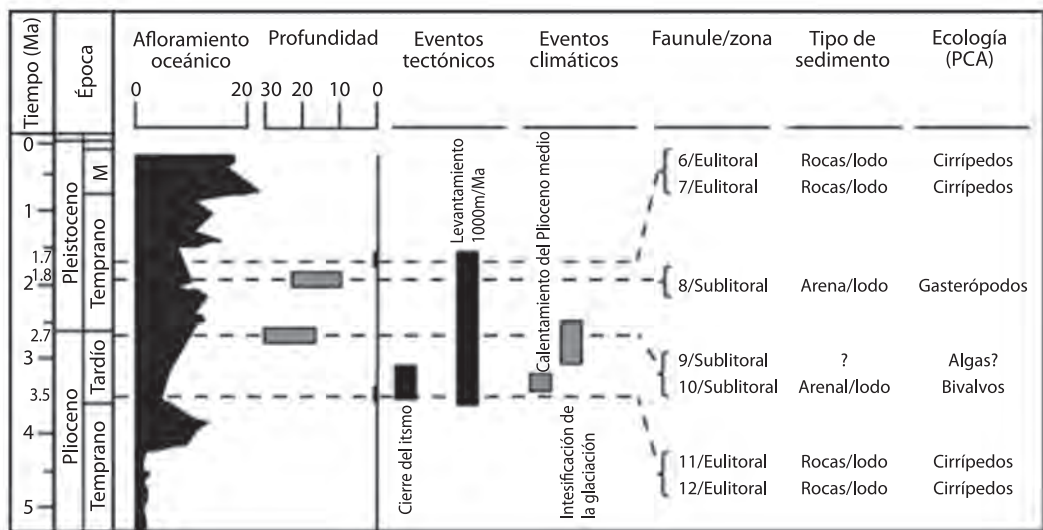 Tiempo (Ma)
Época
Afloramiento
oceánico
Profundidad
Eventos
tectónicos
Eventos
climáticos
Faunule/zona
Tipo de
sedimento
Ecología
(PCA)
0 20 30 20 10 0
0
1
1.7
1.8
2
2.7
3
3.5
4
5
Pleistoceno
Plioceno
M
Temprano
Tardío
Temprano
Levantamiento
1000m/Ma
Cierre del itsmo
Calentamiento del Plioceno medio
Intesificación de
la glaciación
6/Eulitoral Rocas/lodo Cirrípedos
7/Eulitoral Rocas/lodo Cirrípedos
8/Sublitoral Arena/lodo Gasterópodos
9/Sublitoral ? Algas?
10/Sublitoral Arenal/lodo Bivalvos
11/Eulitoral Rocas/lodo Cirrípedos
12/Eulitoral Rocas/lodo Cirrípedos